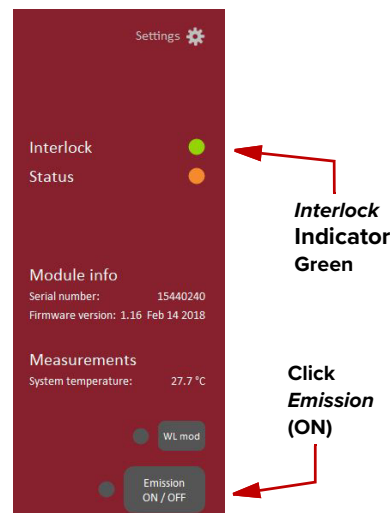 Settings
Interlock
Status
Interlock
Indicator
Green
Module info
Serial number: 15440240
Firmware version: 1.16 Feb 14 2018
Measurements
System temperature: 27.7 °C
Click
Emission
(ON)
WL mod
Emission
ON / OFF